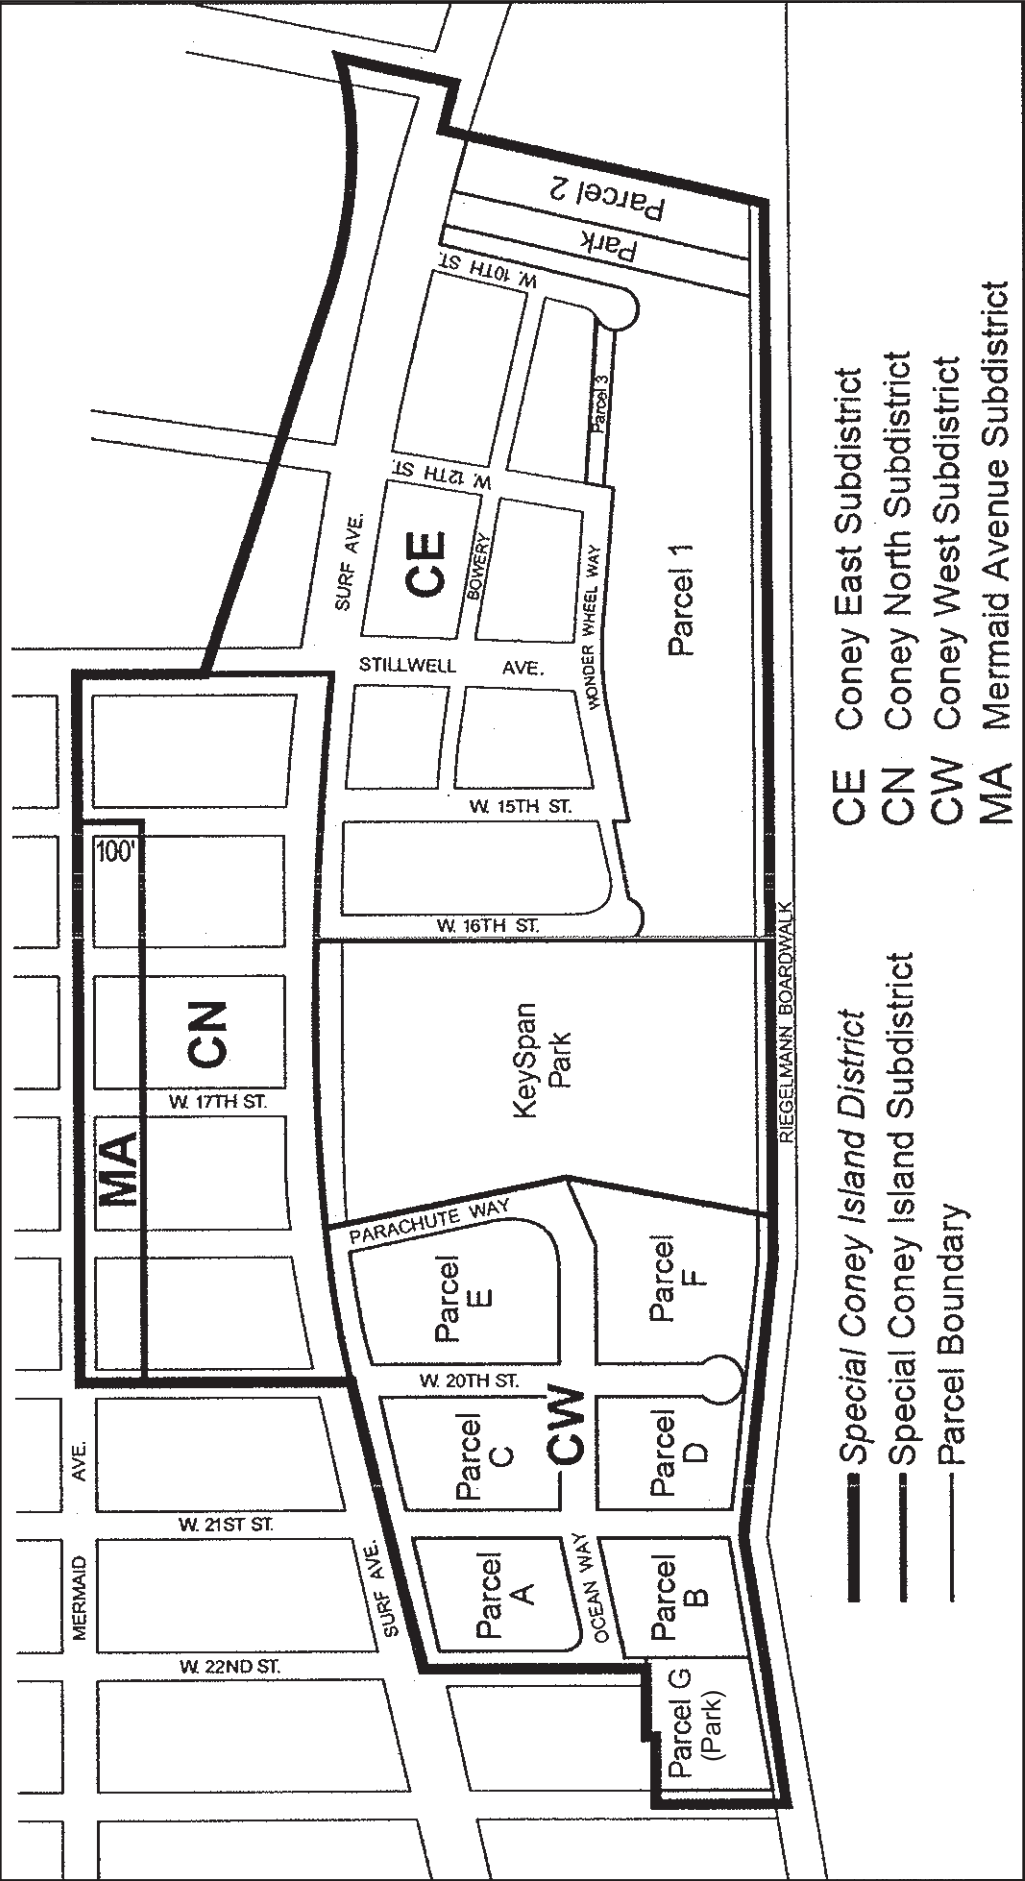 MERMAID
AVE.
MA
100'
W. 22ND ST.
W. 21ST ST.
W. 17TH ST.
CN
SURF AVE.
SURF AVE.
Parcel
A
Parcel
C
Parcel
E
PARACHUTE WAY
W. 20TH ST.
CW
OCEAN WAY
Parcel G
(Park)
Parcel
B
Parcel
D
Parcel
F
KeySpan
Park
W. 16TH ST.
W. 15TH ST.
STILLWELL AVE.
CE
BOWERY
W. 12TH ST.
W. 10TH ST.
WONDER WHEEL WAY
Parcel 3
Parcel 1
Park
Parcel 2
RIEGELMANN BOARDWALK
Special Coney Island District
Special Coney Island Subdistrict
Parcel Boundary
CE Coney East Subdistrict
CN Coney North Subdistrict
CW Coney West Subdistrict
MA Mermaid Avenue Subdistrict